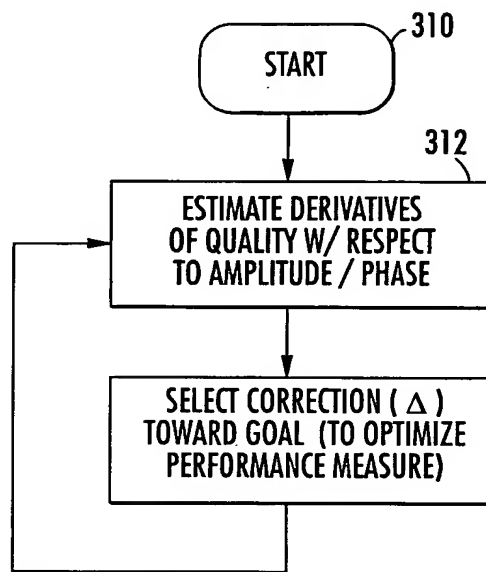 310
START
312
ESTIMATE DERIVATIVES
OF QUALITY W/ RESPECT
TO AMPLITUDE / PHASE
SELECT CORRECTION ( Δ )
TOWARD GOAL (TO OPTIMIZE
PERFORMANCE MEASURE)